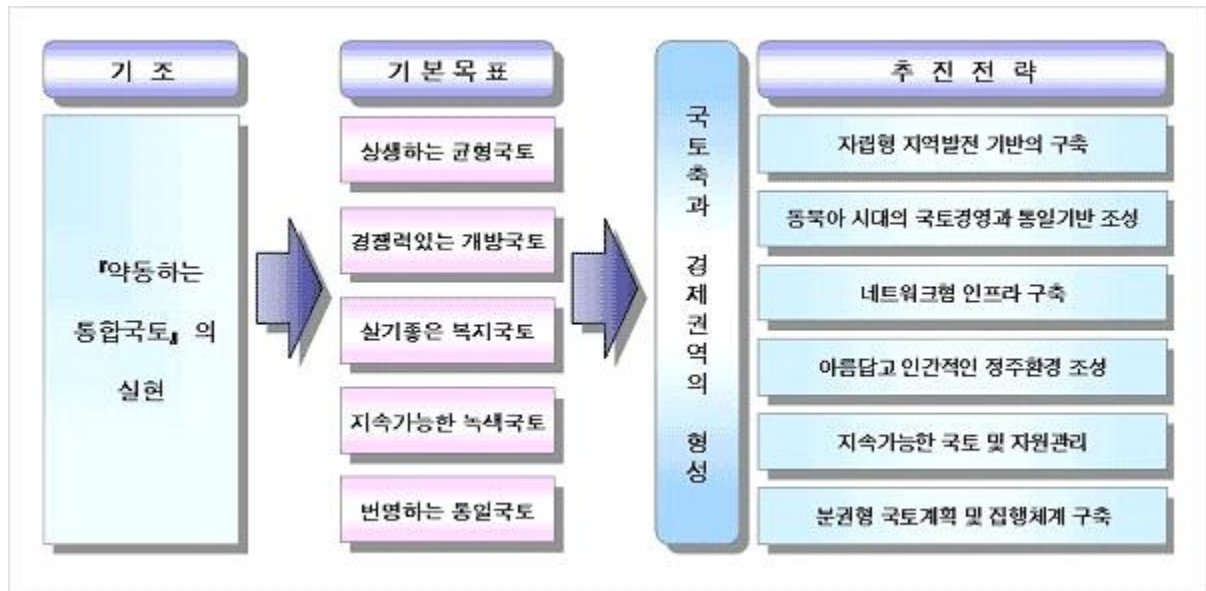 기 조
『약동하는
통합국토』의
실현
기 본 목 표
상생하는 균형국토
경쟁력있는 개방국토
살기좋은 복지국토
지속가능한 녹색국토
번영하는 통일국토
국토축과 경제권역의 형성
추 진 전 략
자립형 지역발전 기반의 구축
동북아 시대의 국토경영과 통일기반 조성
네트워크형 인프라 구축
아름답고 인간적인 정주환경 조성
지속가능한 국토 및 자원관리
분권형 국토계획 및 집행체계 구축